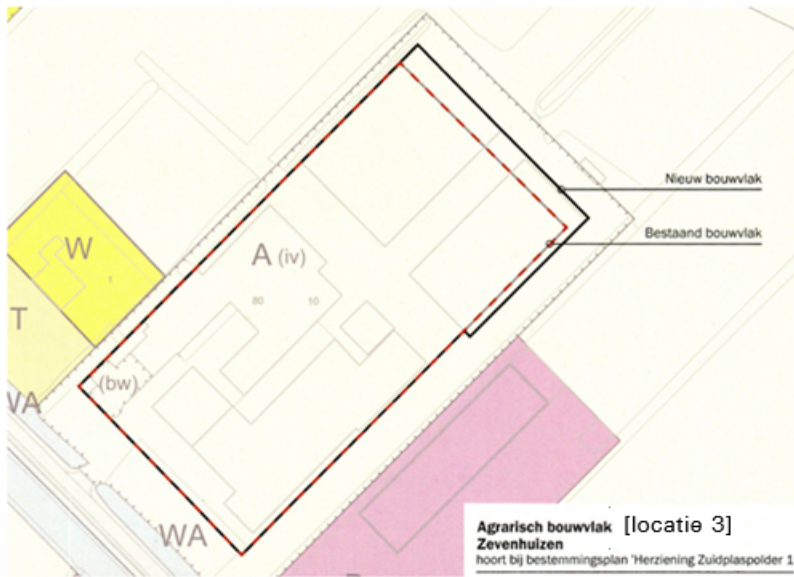 Nieuw bouwvlak
Bestaand bouwvlak
W
A (iv)
T
80 10
(bw)
WA
WA
Agrarisch bouwvlak [locatie 3]
Zevenhuizen
hoort bij bestemmingsplan 'Herziening Zuidplaspolder 1